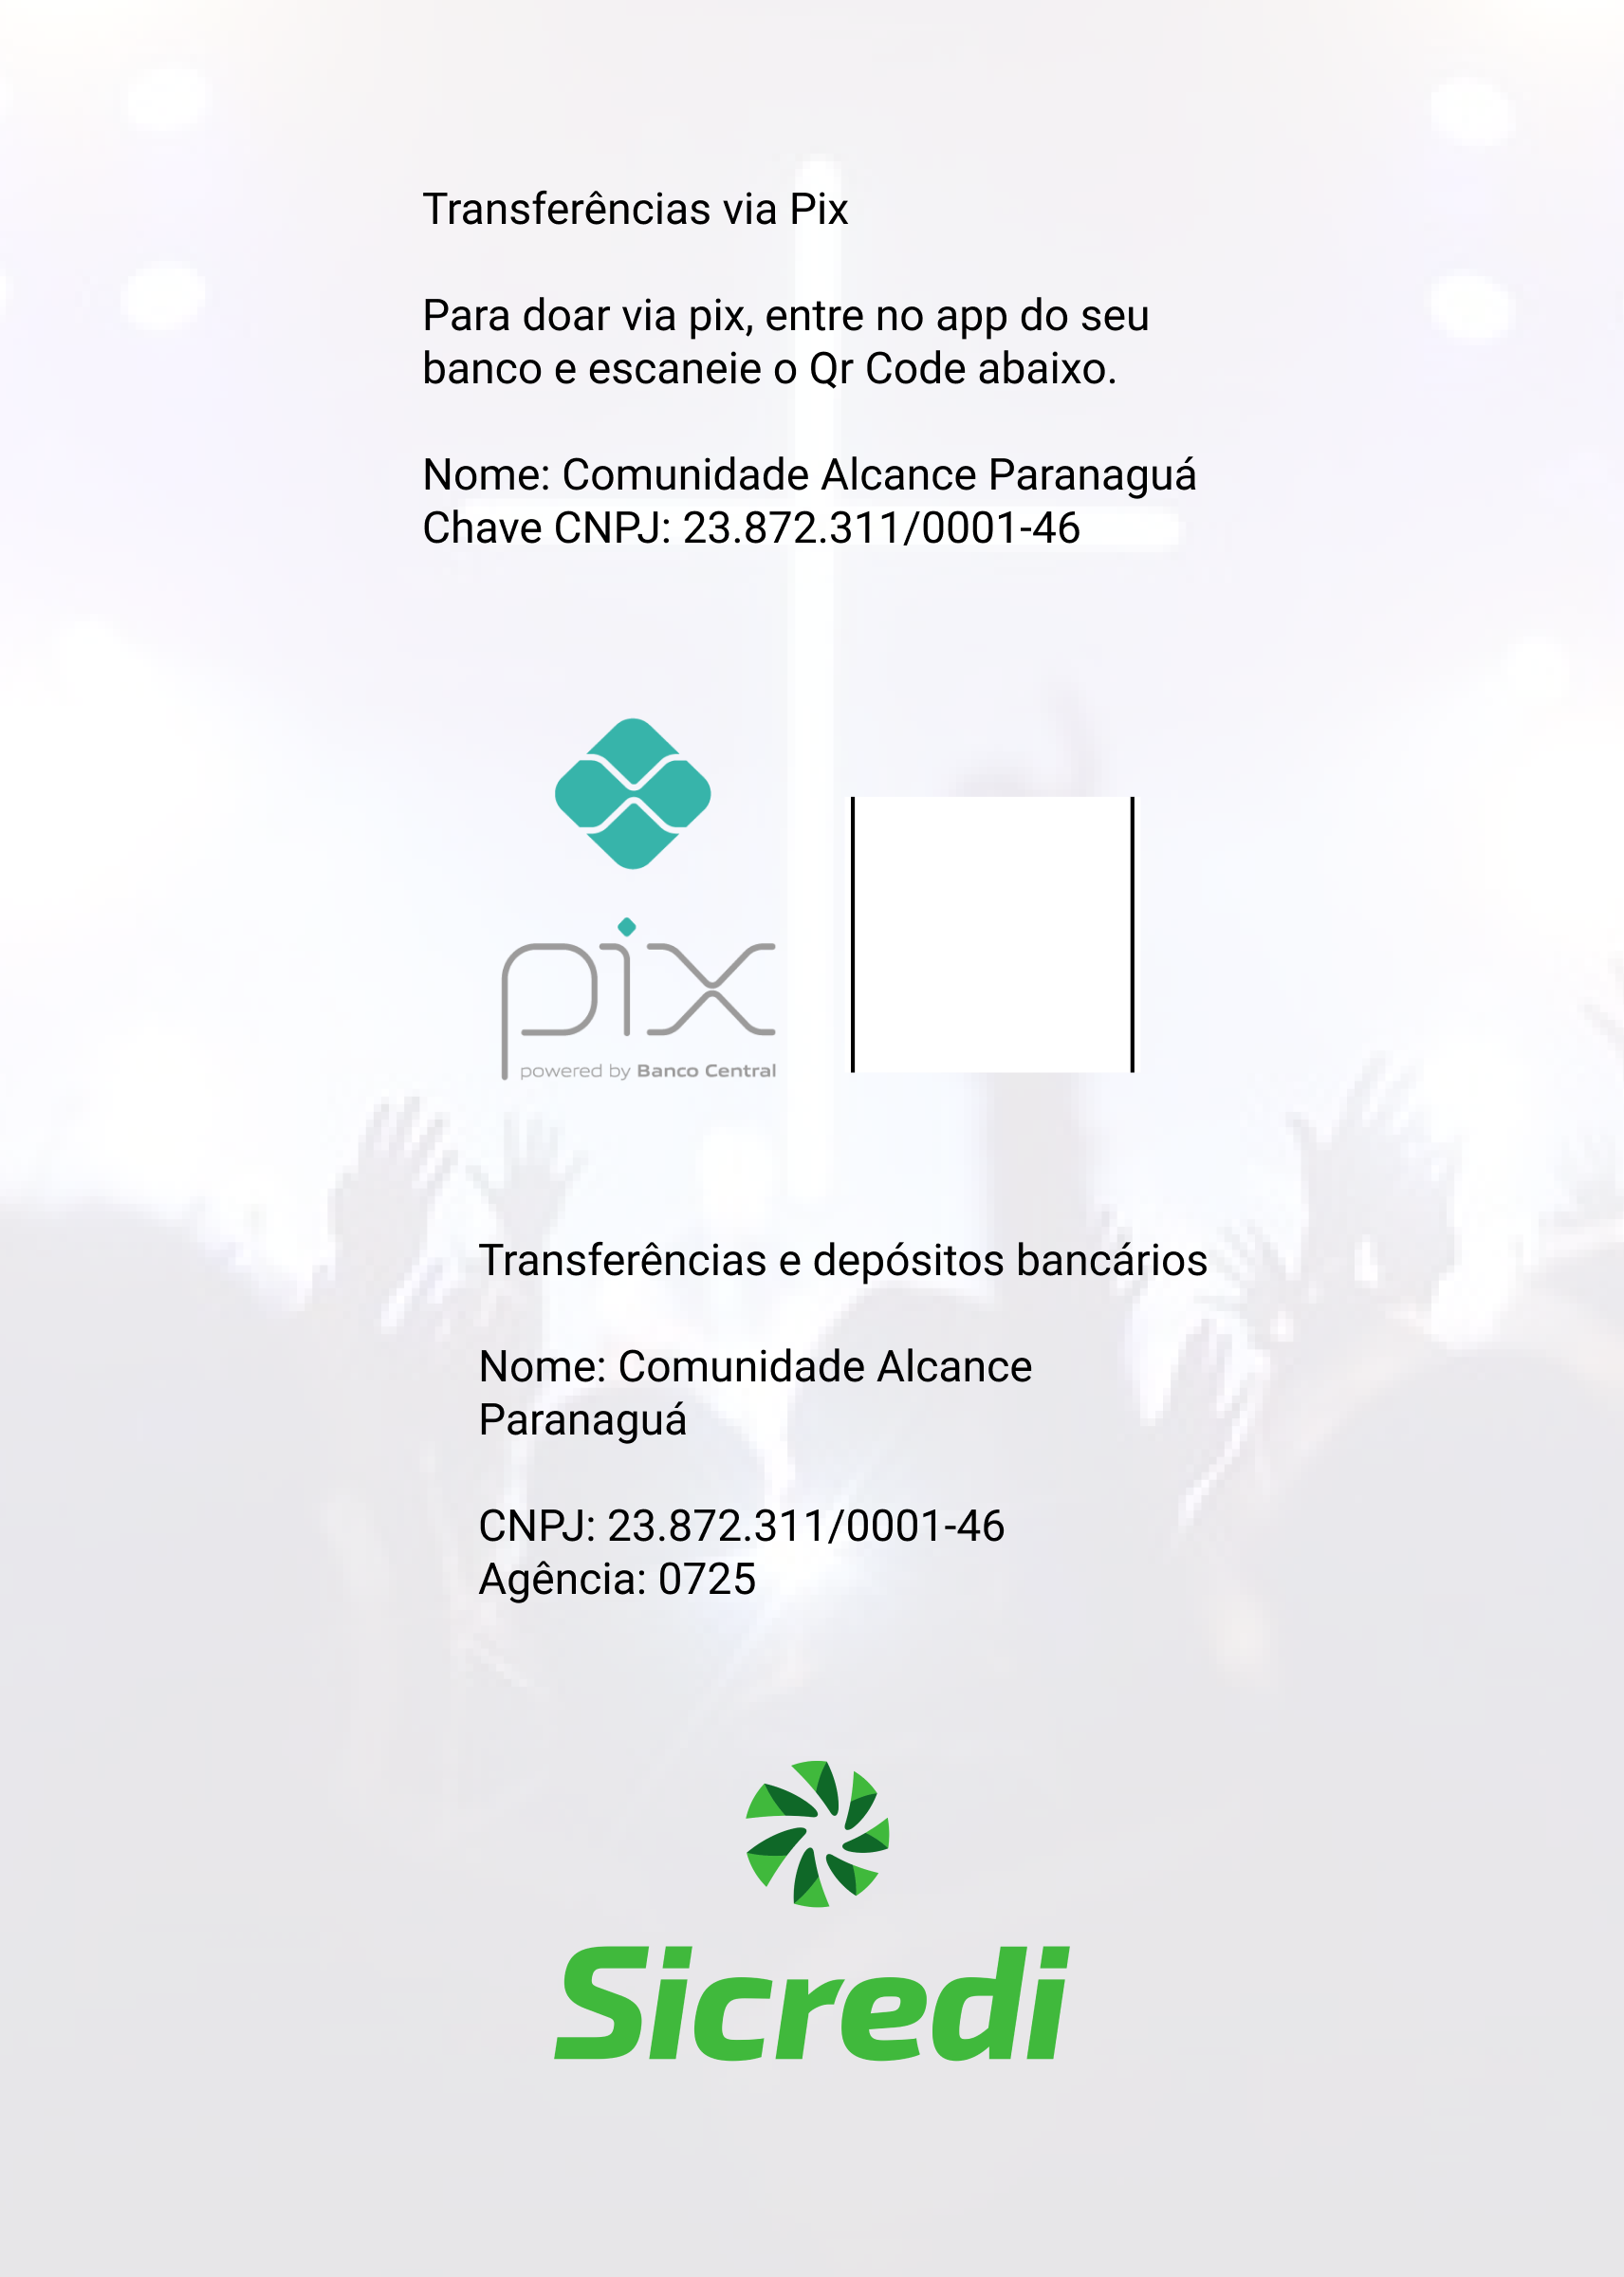 Transferências via Pix
Para doar via pix, entre no app do seu
banco e escaneie o Qr Code abaixo.
Nome: Comunidade Alcance Paranaguá
Chave CNPJ: 23.872.311/0001-46
pix
powered by Banco Central
Transferências e depósitos bancários
Nome: Comunidade Alcance
Paranaguá
CNPJ: 23.872.311/0001-46
Agência: 0725
Sicredi